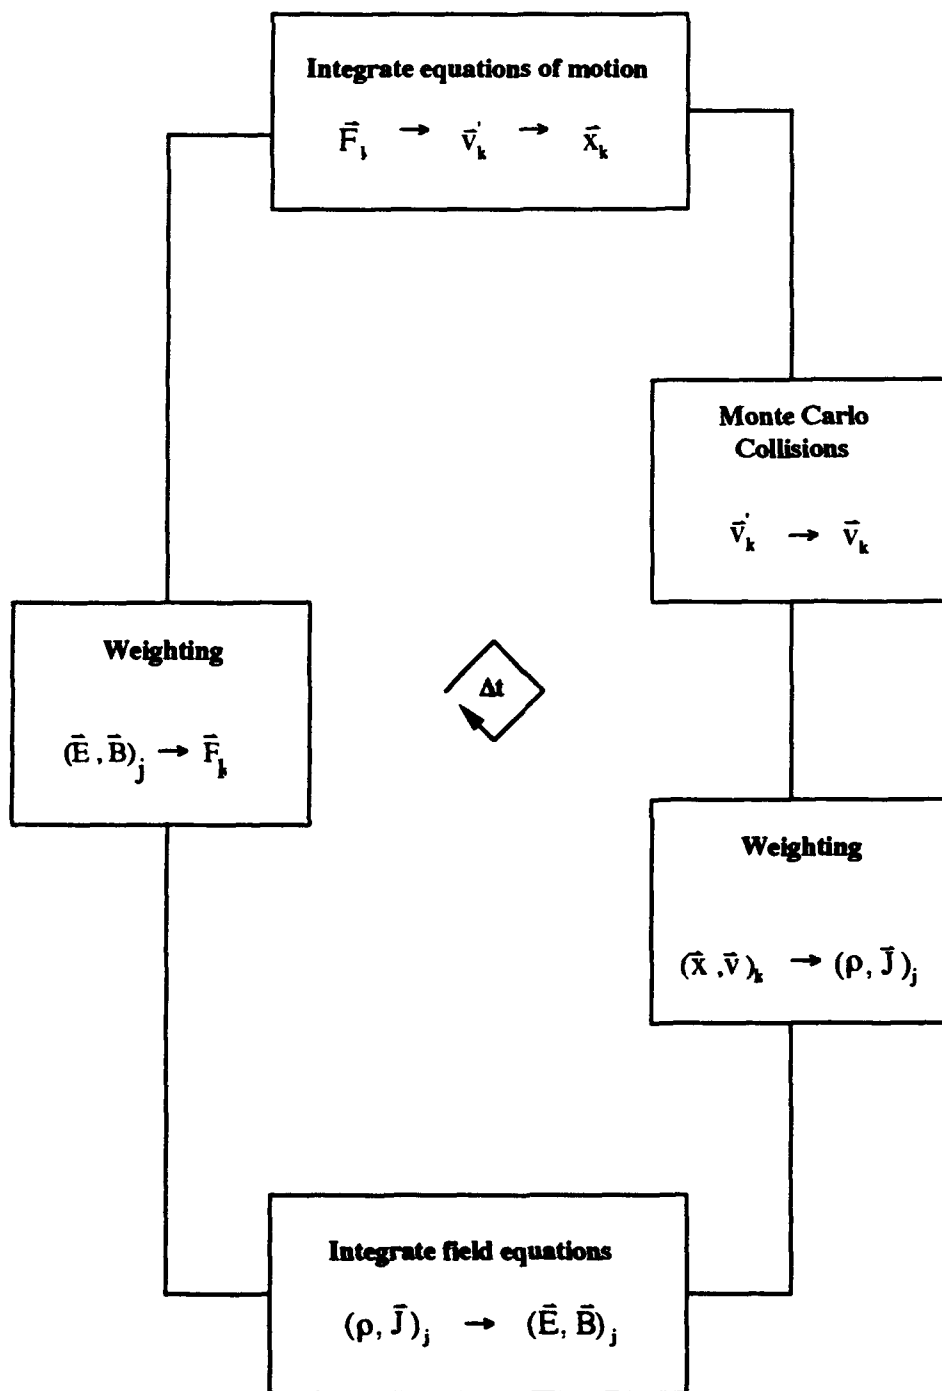 Integrate equations of motion
F⃗ₖ → v⃗'ₖ → x⃗ₖ
Monte Carlo
Collisions
v⃗'ₖ → v⃗ₖ
Weighting
(E⃗, B⃗)ⱼ → F⃗ₖ
Δt
Weighting
(x⃗, v⃗)ₖ → (ρ, J⃗)ⱼ
Integrate field equations
(ρ, J⃗)ⱼ → (E⃗, B⃗)ⱼ